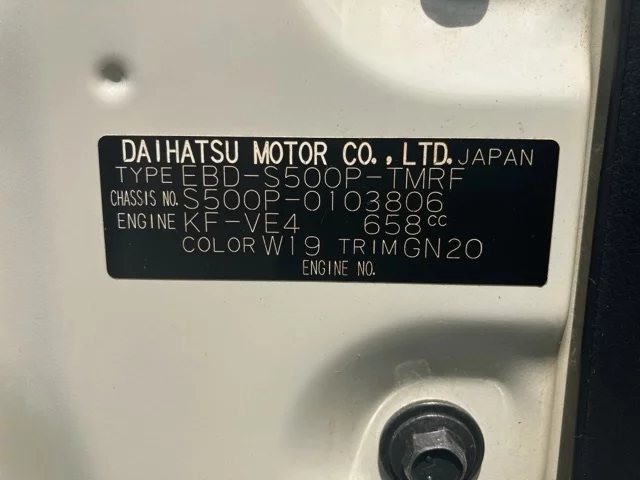 DAIHATSU MOTOR CO., LTD. JAPAN
TYPE EBD-S500P-TMRF
CHASSIS NO. S500P-0103806
ENGINE KF-VE4 658CC
COLOR W19 TRIM GN20
ENGINE NO.